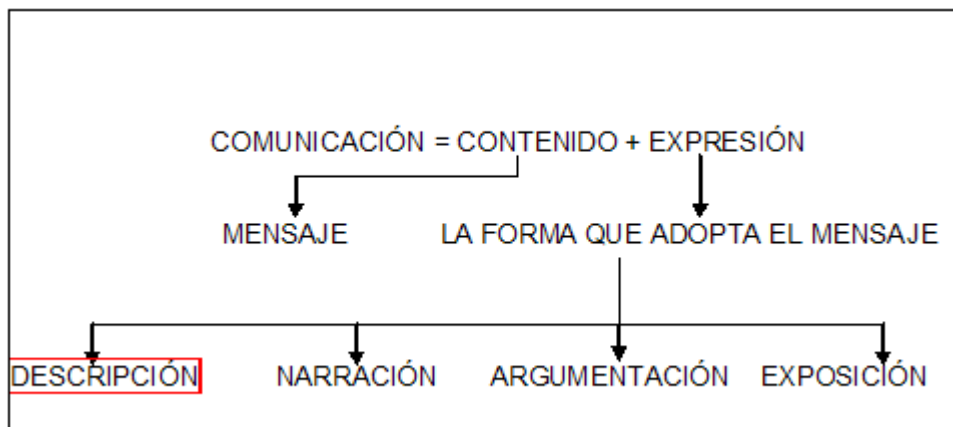 COMUNICACIÓN = CONTENIDO + EXPRESIÓN
MENSAJE LA FORMA QUE ADOPTA EL MENSAJE
DESCRIPCIÓN NARRACIÓN ARGUMENTACIÓN EXPOSICIÓN